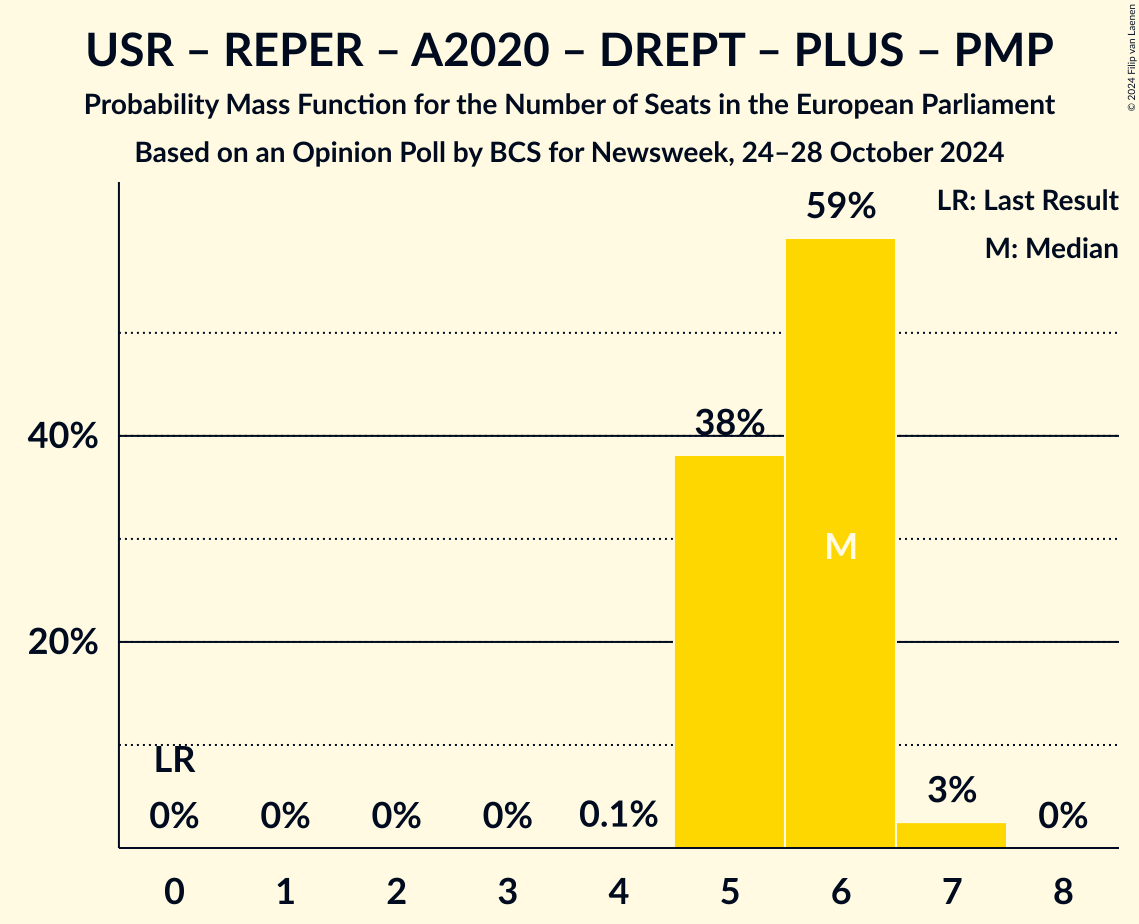 USR – REPER – A2020 – DREPT – PLUS – PMP
Probability Mass Function for the Number of Seats in the European Parliament
Based on an Opinion Poll by BCS for Newsweek, 24–28 October 2024
© 2024 Filip van Laenen
LR: Last Result
M: Median
59%
38%
40%
M
20%
LR
3%
0% 0% 0% 0% 0.1% 0%
0 1 2 3 4 5 6 7 8